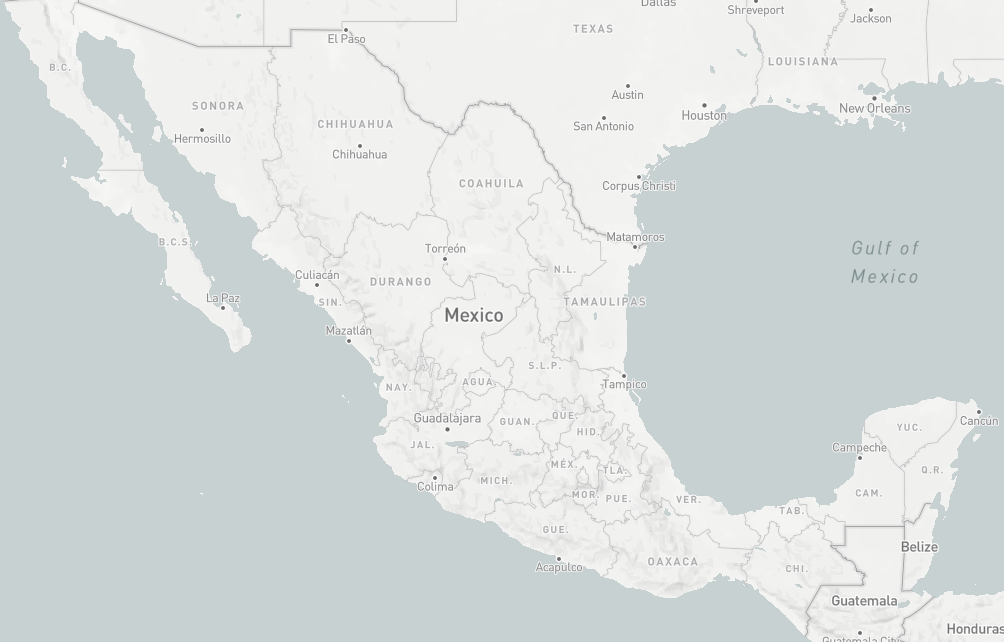 Dallas
Shreveport
Jackson
TEXAS
El Paso
LOUISIANA
B.C.
Austin
New Orleans
SONORA
Houston
CHIHUAHUA
San Antonio
Hermosillo
Chihuahua
COAHUILA
Corpus Christi
B.C.S.
Matamoros
Gulf of
Mexico
Torreón
N.L.
Culiacán
DURANGO
La Paz
SIN.
TAMAULIPAS
Mexico
Mazatlán
S.L.P.
NAY.
AGUA.
Tampico
Guadalajara
GUAN.
QUE.
Cancún
YUC.
HID.
JAL.
Campeche
MÉX.
TLA.
Q.R.
Colima
MICH.
MOR.
PUE.
VER.
CAM.
TAB.
GUE.
Belize
Acapulco
OAXACA
CHI.
Guatemala
Honduras
Guatemala City